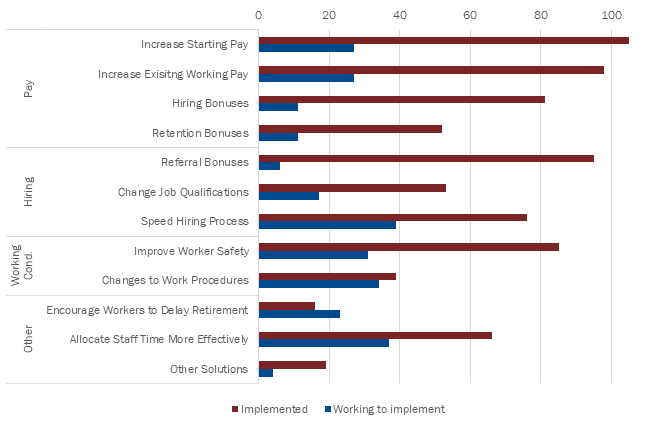 0 20 40 60 80 100
Pay
Increase Starting Pay
Increase Exisitng Working Pay
Hiring Bonuses
Retention Bonuses
Hiring
Referral Bonuses
Change Job Qualifications
Speed Hiring Process
Working
Cond.
Improve Worker Safety
Changes to Work Procedures
Other
Encourage Workers to Delay Retirement
Allocate Staff Time More Effectively
Other Solutions
Implemented Working to implement